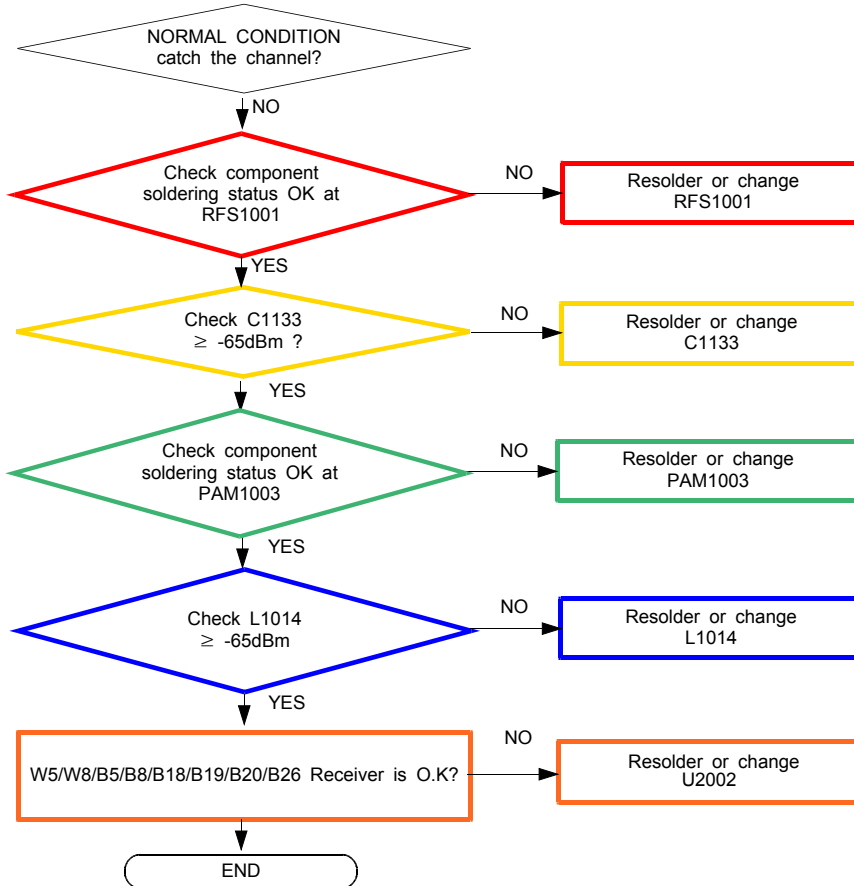 NORMAL CONDITION
catch the channel?
NO
Check component
soldering status OK at
RFS1001
NO
Resolder or change
RFS1001
YES
Check C1133
≥ -65dBm ?
NO
Resolder or change
C1133
YES
Check component
soldering status OK at
PAM1003
NO
Resolder or change
PAM1003
YES
Check L1014
≥ -65dBm
NO
Resolder or change
L1014
YES
W5/W8/B5/B8/B18/B19/B20/B26 Receiver is O.K?
NO
Resolder or change
U2002
END